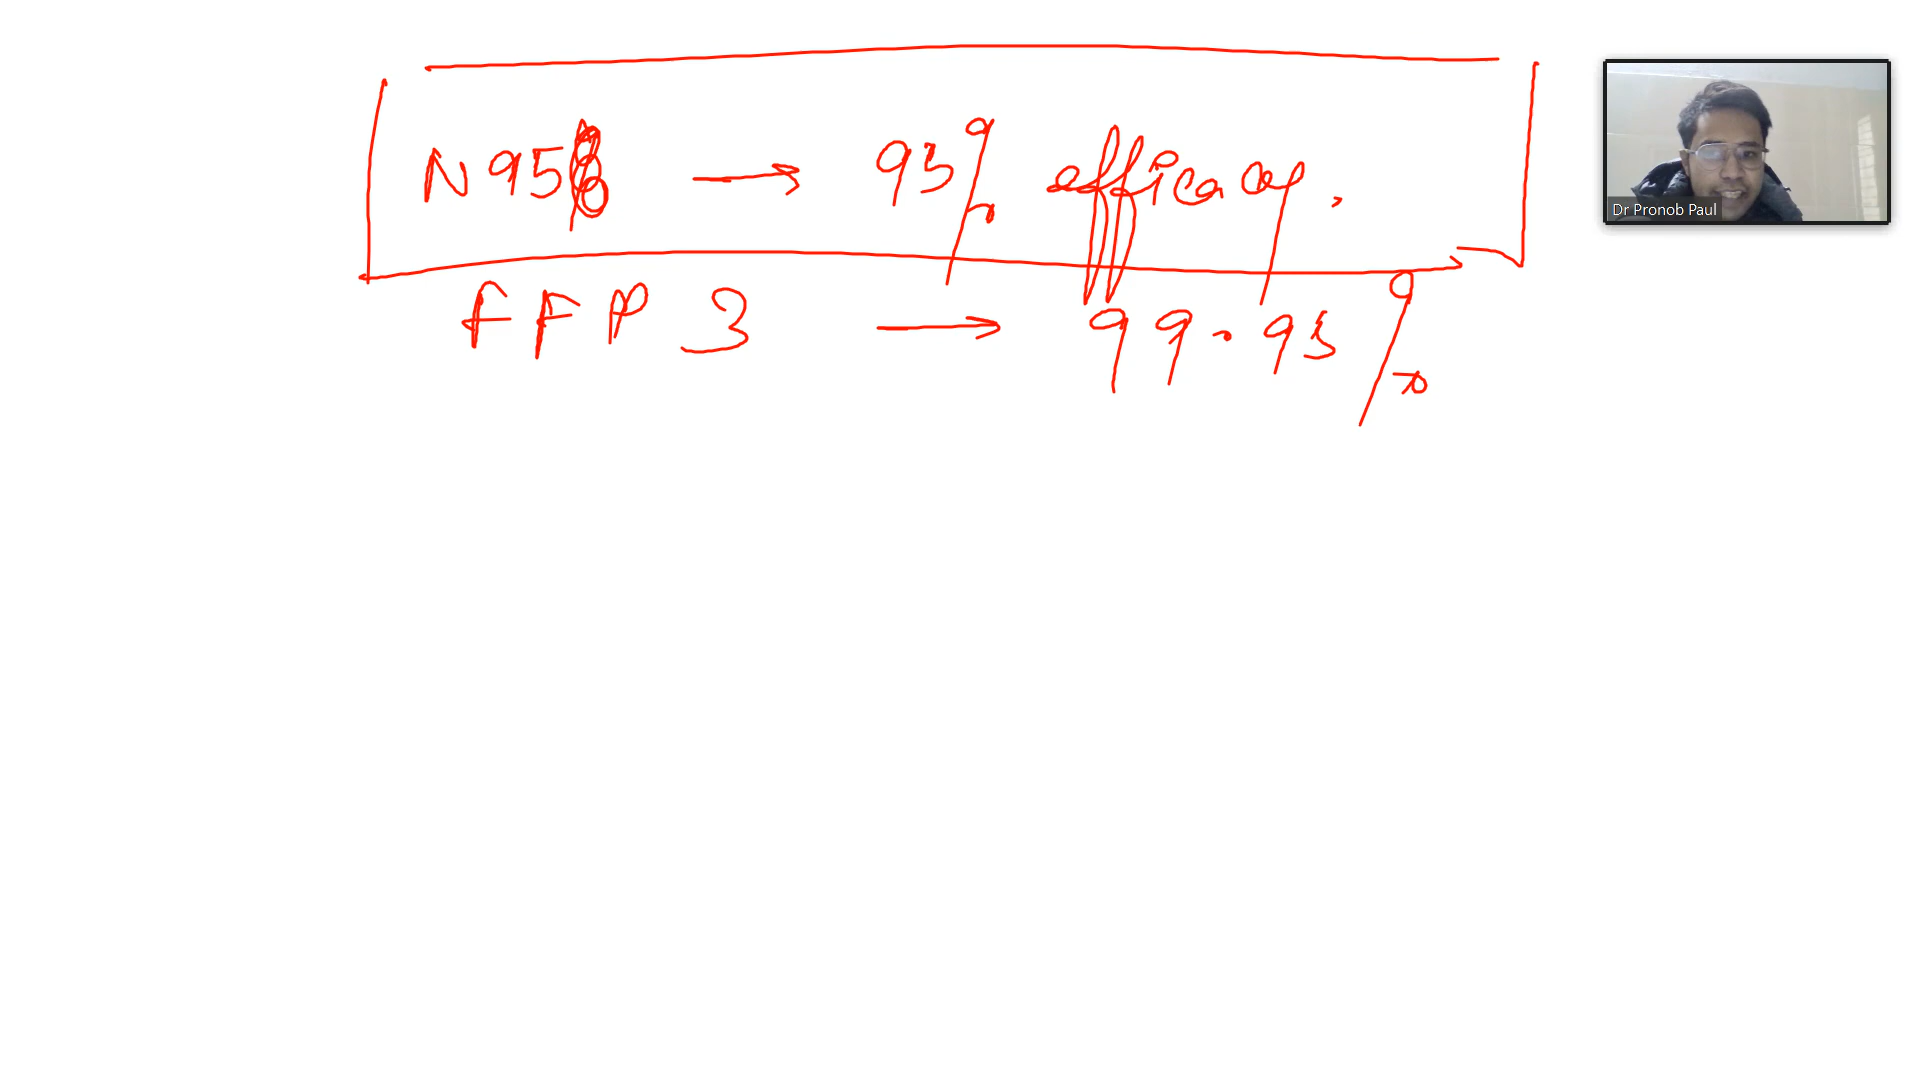 N95 → 95% efficacy.
FFP3 → 99.95%
Dr Pronob Paul